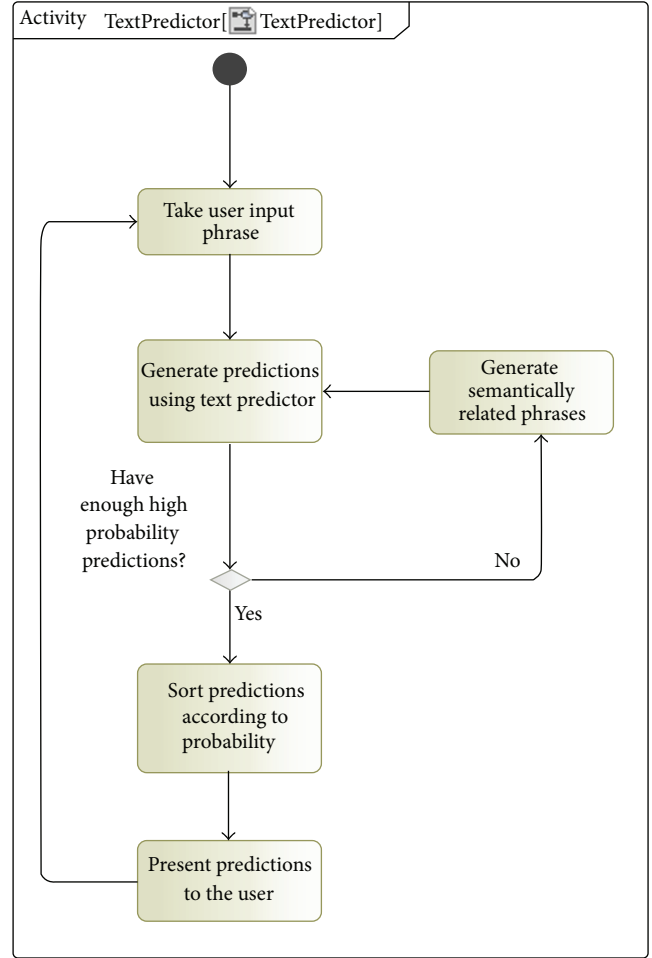 Activity TextPredictor[ TextPredictor]
Take user input
phrase
Generate predictions
using text predictor
Generate
semantically
related phrases
Have
enough high
probability
predictions?
No
Yes
Sort predictions
according to
probability
Present predictions
to the user